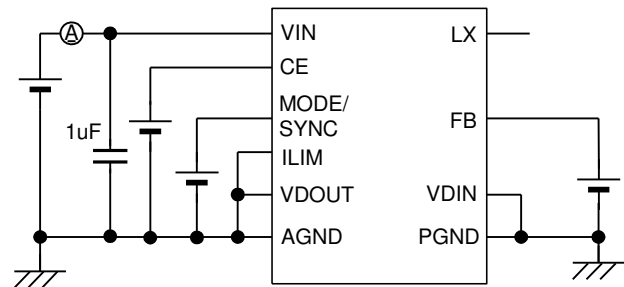 A
VIN
LX
CE
MODE/
SYNC
FB
1uF
ILIM
VDOUT
VDIN
AGND
PGND